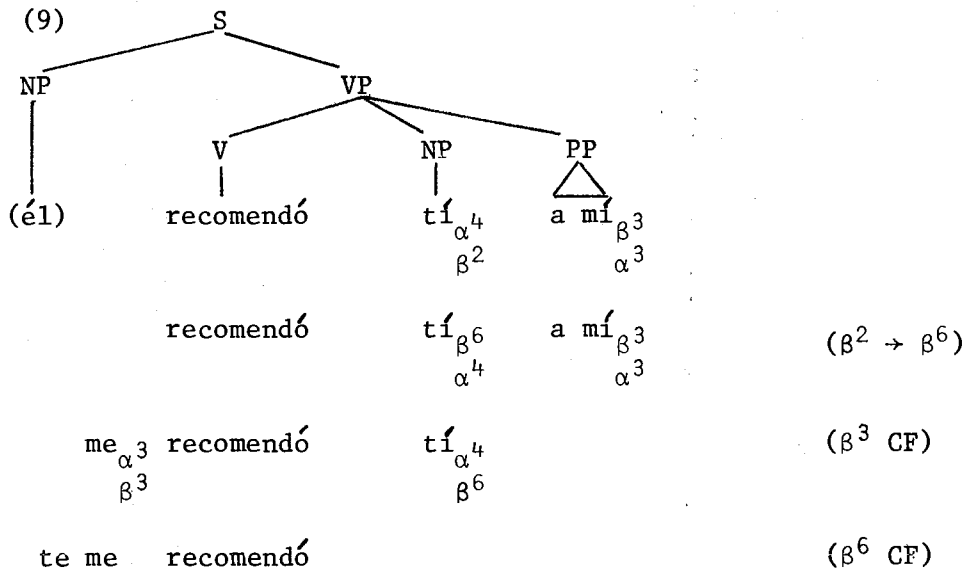 (9) S
NP VP
V NP PP
(él) recomendó tí α⁴ a mí β³
β² α³
recomendó tí β⁶ a mí β³ (β² → β⁶)
α⁴ α³
me α³ recomendó tí α⁴ (β³ CF)
β³ β⁶
te me recomendó (β⁶ CF)